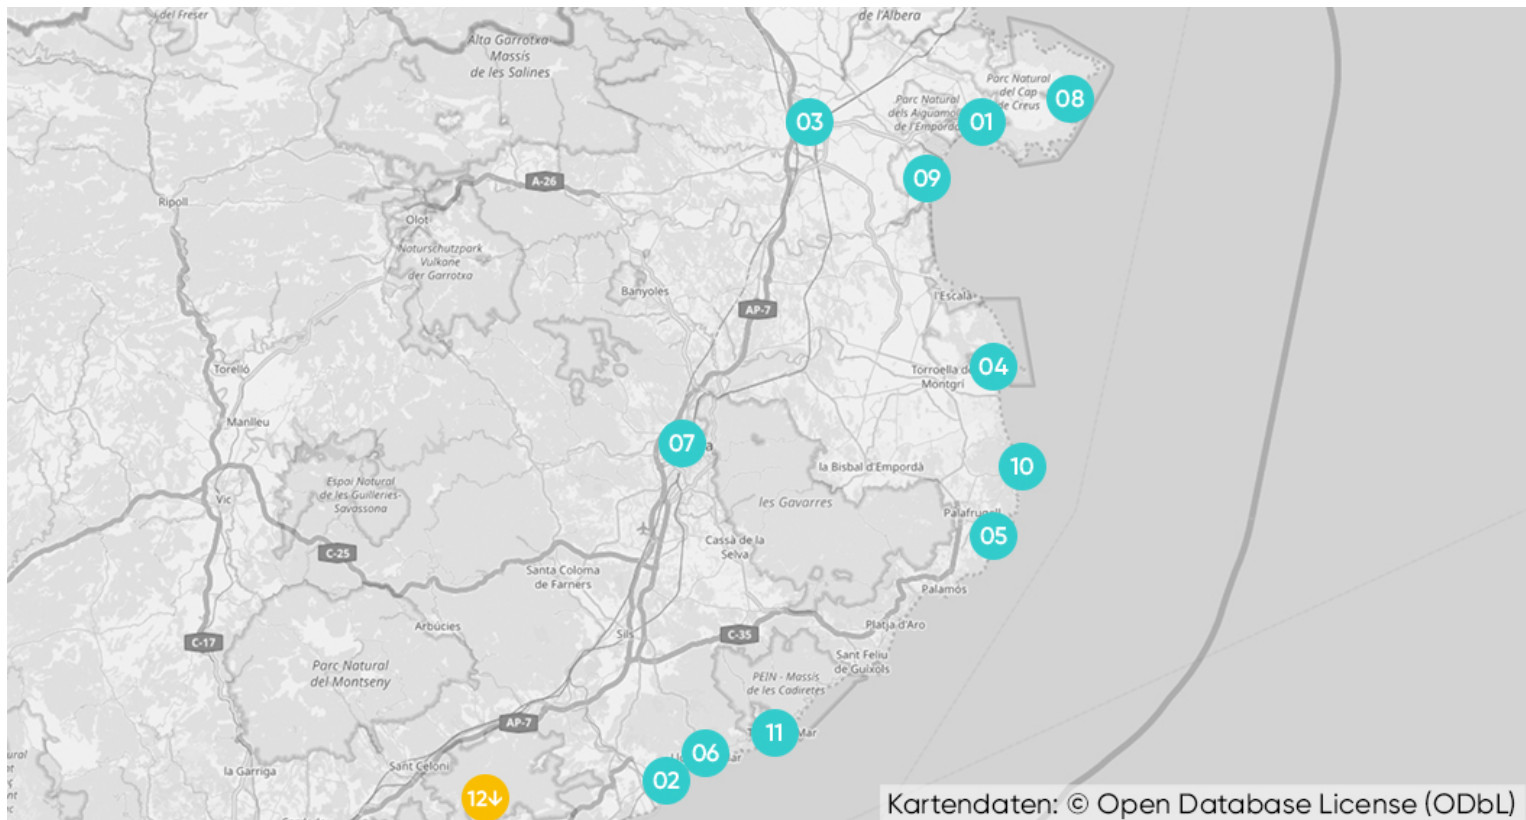 del Freser
de l'Albera
Alta Garrotxa-
Massís
de les Salines
Parc Natural
del Cap
de Creus
08
Parc Natural
dels Aiguamo
de l'Empordà
01
03
09
A-26
Ripoll
Olot
Naturschutzpark
Vulkane
der Garrotxa
Banyoles
AP-7
l'Escala
Torelló
Torroella d
Montgrí
04
Manlleu
07
a
10
la Bisbal d'Empordà
Espai Natural
de les Guilleries-
Savassona
Vic
les Gavarres
Palafrugell
05
C-25
Cassà de la
Selva
Santa Coloma
de Farners
Palamós
Arbúcies
Platja d'Aro
Sils
C-35
C-17
Sant Feliu
de Guíxols
Parc Natural
del Montseny
PEIN - Massís
de les Cadiretes
AP-7
11
Mar
06
ar
02
la Garriga
Sant Celoni
12↓
Kartendaten: © Open Database License (ODbL)